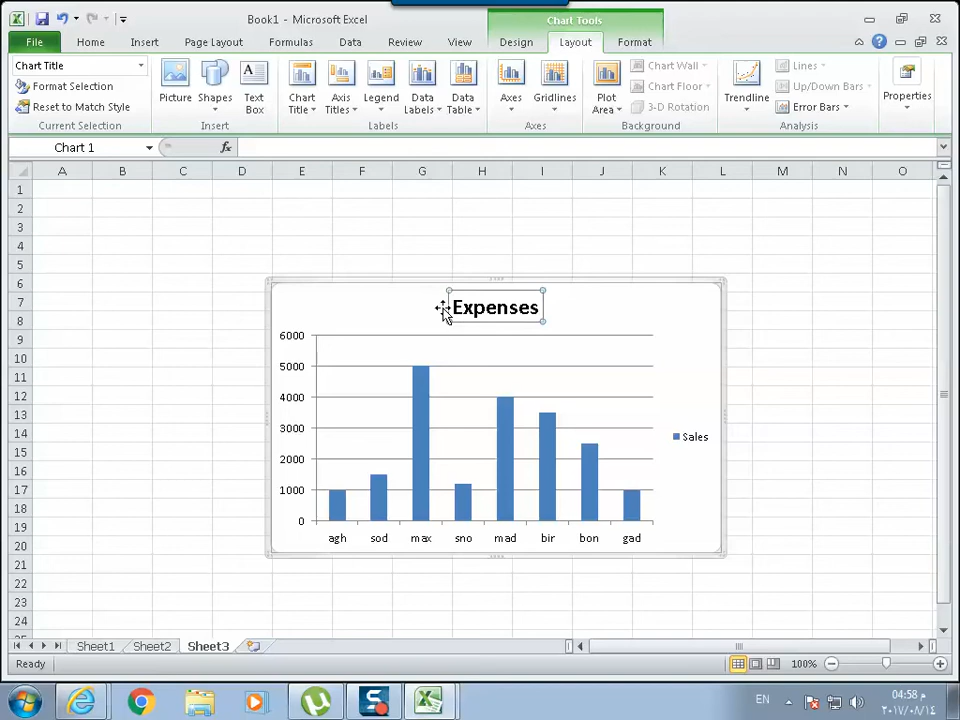 Book1 - Microsoft Excel
Chart Tools
File Home Insert Page Layout Formulas Data Review View Design Layout Format
Chart Title
Format Selection
Reset to Match Style
Current Selection
Picture Shapes Text Box
Insert
Chart Title Axis Titles Legend Data Labels Data Table
Labels
Axes Gridlines
Axes
Plot Area
Chart Wall
Chart Floor
3-D Rotation
Background
Trendline
Lines
Up/Down Bars
Error Bars
Analysis
Properties
Chart 1 fx
A B C D E F G H I J K L M N O
1
2
3
4
5
6
7
8
9
10
11
12
13
14
15
16
17
18
19
20
21
22
23
24
Expenses
6000
5000
4000
3000
2000
1000
0
agh sod max sno mad bir bon gad
Sales
Sheet1 Sheet2 Sheet3
Ready 100%
EN
04:58 م
٢٠١٧/٠٨/١٤